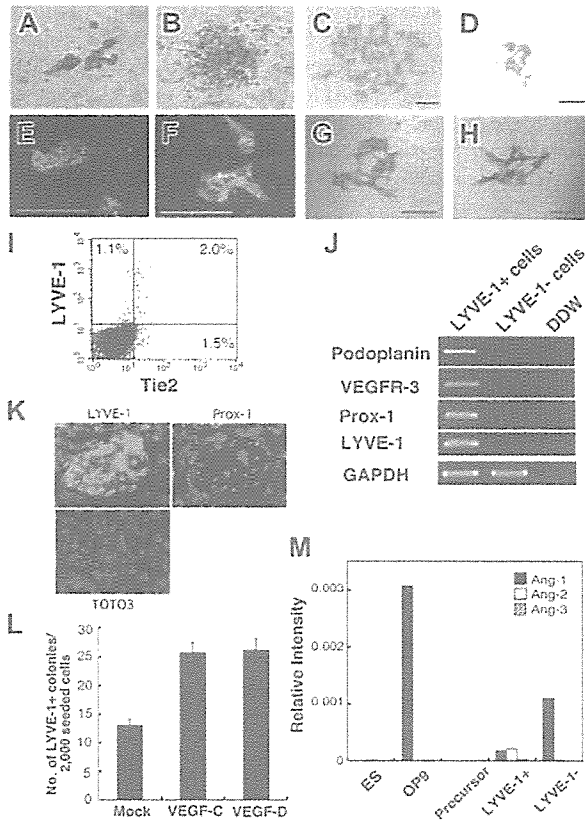 A
B
C
D
E
F
G
H
I
1.1%
2.0%
1.5%
LYVE-1
Tie2
J
LYVE-1+ cells
LYVE-1- cells
DDW
Podoplanin
VEGFR-3
Prox-1
LYVE-1
GAPDH
K
LYVE-1
Prox-1
TOTO3
L
No. of LYVE-1+ colonies/
2,000 seeded cells
30
25
20
15
10
5
0
Mock
VEGF-C
VEGF-D
M
Relative Intensity
0.003
0.002
0.001
0
Ang-1
Ang-2
Ang-3
ES
OP9
Precursor
LYVE-1+
LYVE-1-